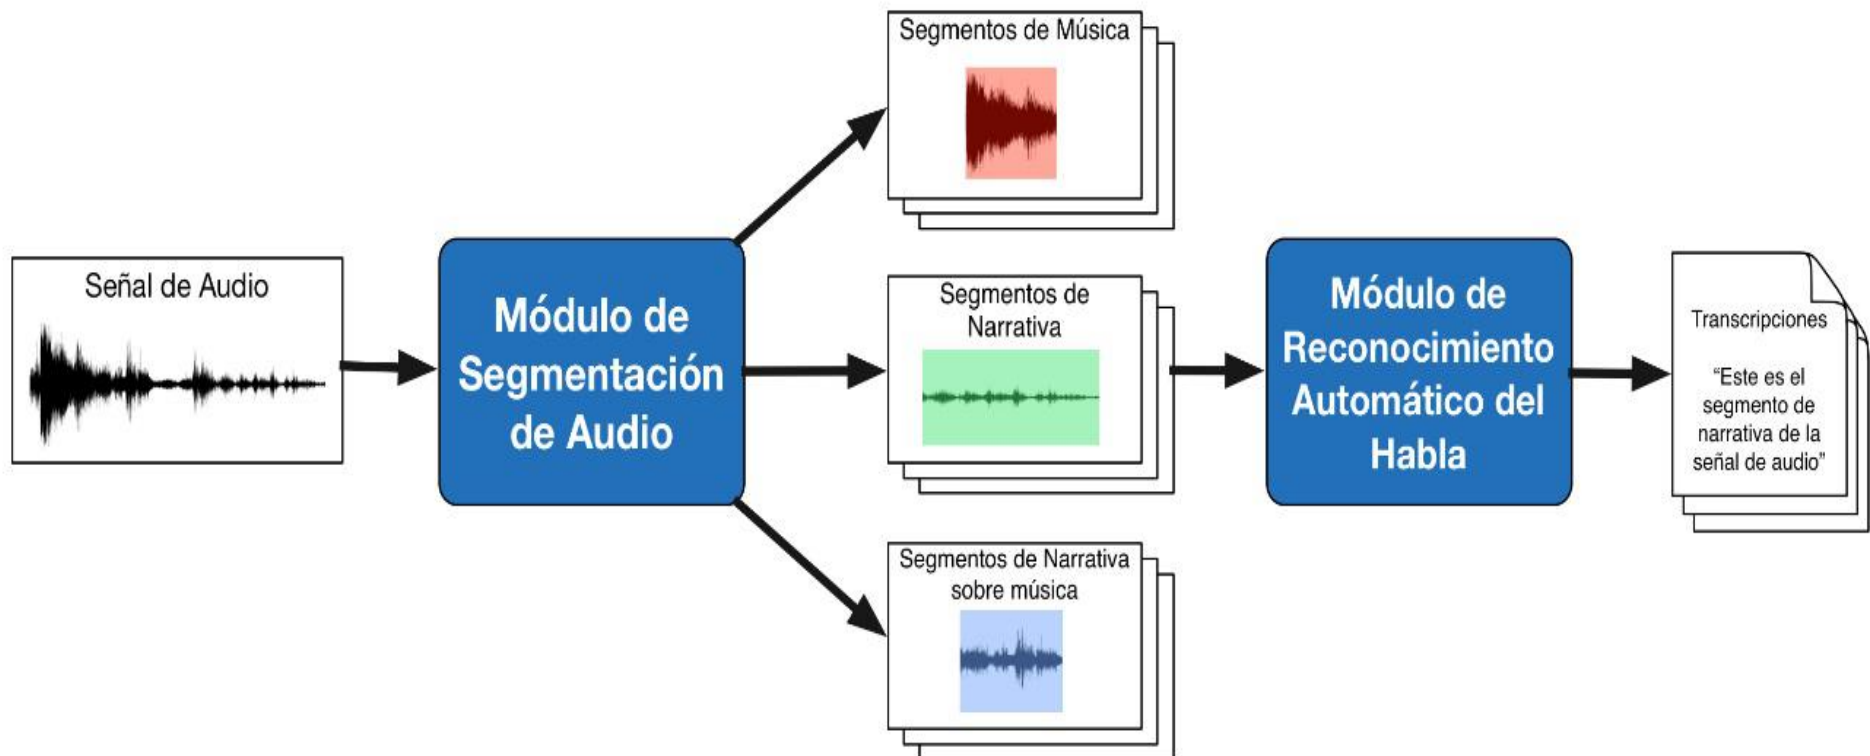 Señal de Audio
Módulo de
Segmentación
de Audio
Segmentos de Música
Segmentos de
Narrativa
Segmentos de Narrativa
sobre música
Módulo de
Reconocimiento
Automático del
Habla
Transcripciones
“Este es el
segmento de
narrativa de la
señal de audio”